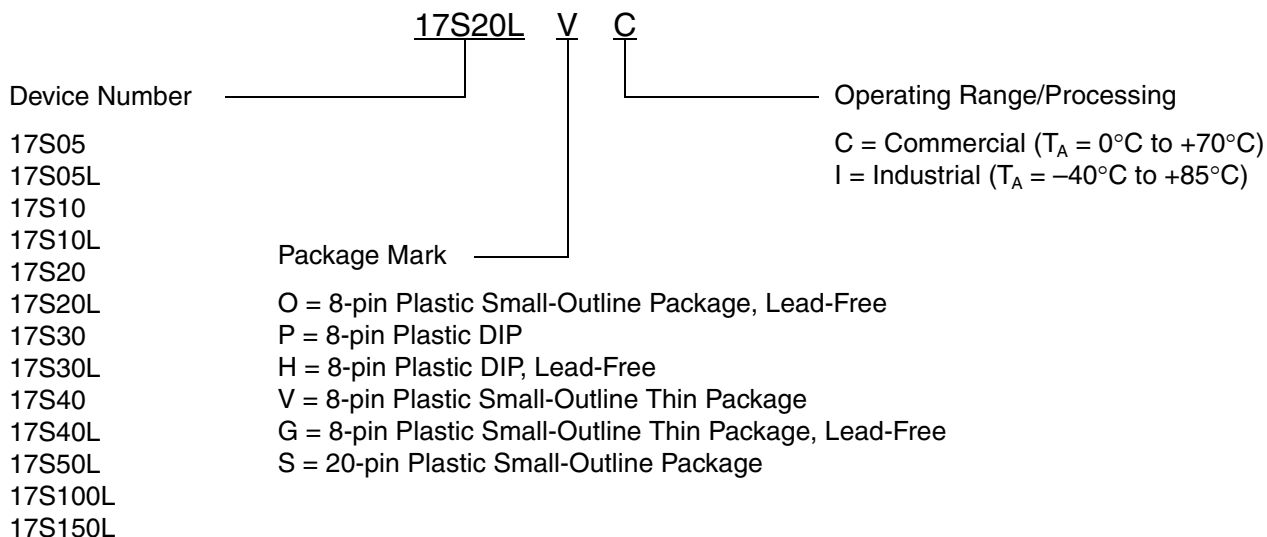 17S20L V C
Device Number
17S05
17S05L
17S10
17S10L
17S20
17S20L
17S30
17S30L
17S40
17S40L
17S50L
17S100L
17S150L
Package Mark
O = 8-pin Plastic Small-Outline Package, Lead-Free
P = 8-pin Plastic DIP
H = 8-pin Plastic DIP, Lead-Free
V = 8-pin Plastic Small-Outline Thin Package
G = 8-pin Plastic Small-Outline Thin Package, Lead-Free
S = 20-pin Plastic Small-Outline Package
Operating Range/Processing
C = Commercial (TA = 0°C to +70°C)
I = Industrial (TA = –40°C to +85°C)